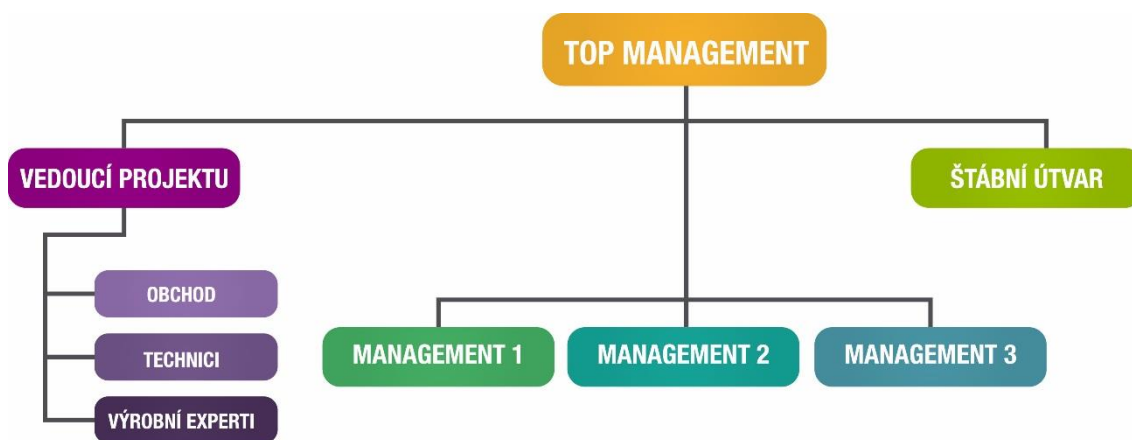 TOP MANAGEMENT
VEDOUCÍ PROJEKTU
ŠTÁBNÍ ÚTVAR
OBCHOD
TECHNICI
VÝROBNÍ EXPERTI
MANAGEMENT 1
MANAGEMENT 2
MANAGEMENT 3